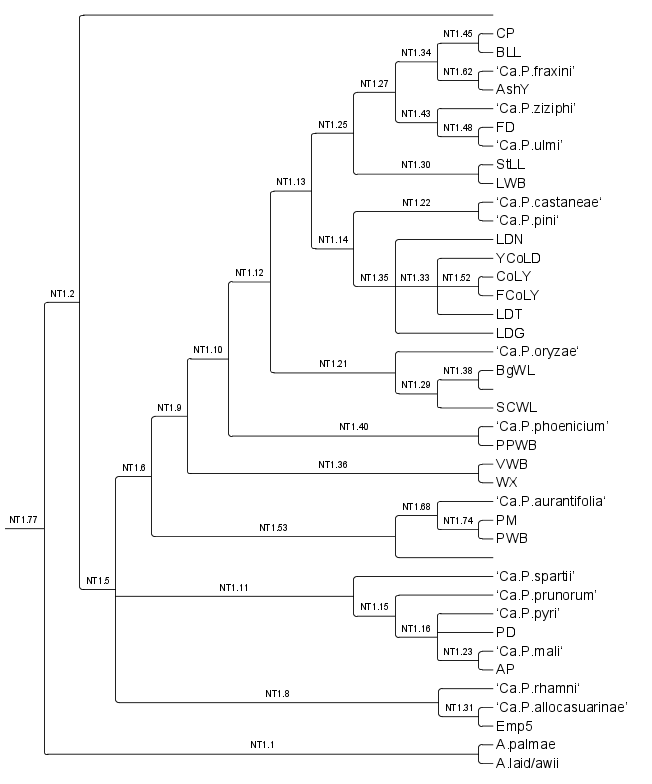 NT1.45 CP
NT1.34 BLL
NT1.62 ‘Ca.P.fraxini’
NT1.27 AshY
‘Ca.P.ziziphi’
NT1.43 NT1.48 FD
NT1.25 ‘Ca.P.ulmi’
NT1.30 StLL
LWB
NT1.13
NT1.22 ‘Ca.P.castaneae‘
‘Ca.P.pini‘
NT1.14 LDN
YCoLD
NT1.12 NT1.35 NT1.33 NT1.52 CoLY
FCoLY
NT1.2 LDT
LDG
NT1.10 ‘Ca.P.oryzae‘
NT1.21 NT1.38 BgWL
NT1.29
NT1.9 SCWL
NT1.40 ‘Ca.P.phoenicium’
PPWB
NT1.6 NT1.36 VWB
WX
‘Ca.P.aurantifolia‘
NT1.68
NT1.77 NT1.53 NT1.74 PM
PWB
NT1.5 NT1.11 ‘Ca.P.spartii’
‘Ca.P.prunorum’
NT1.15 ‘Ca.P.pyri’
NT1.16 PD
NT1.23 ‘Ca.P.mali‘
AP
NT1.8 ‘Ca.P.rhamni‘
NT1.31 ‘Ca.P.allocasuarinae’
Emp5
NT1.1 A.palmae
A.laid/awii